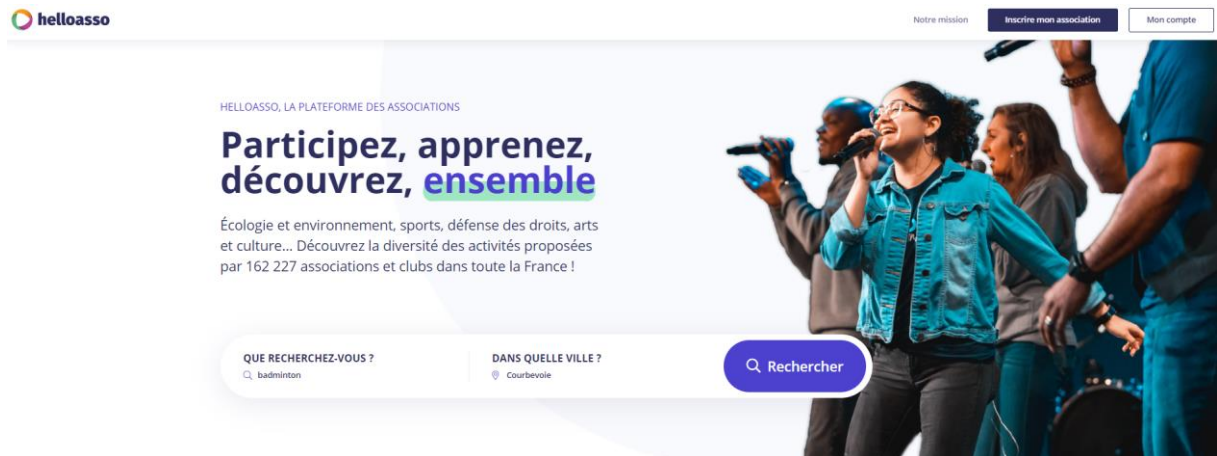 helloasso
Notre mission
Inscrire mon association
Mon compte
HELLOASSO, LA PLATEFORME DES ASSOCIATIONS
Participez, apprenez,
découvrez, ensemble
Écologie et environnement, sports, défense des droits, arts
et culture... Découvrez la diversité des activités proposées
par 162 227 associations et clubs dans toute la France !
QUE RECHERCHEZ-VOUS ?
badminton
DANS QUELLE VILLE ?
Courbevoie
Rechercher